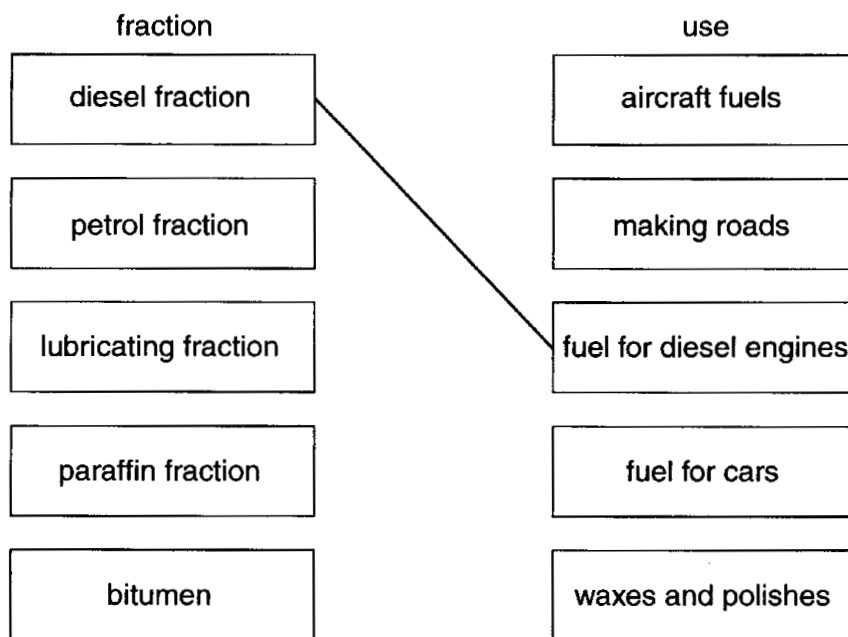 fraction
use
diesel fraction
aircraft fuels
petrol fraction
making roads
lubricating fraction
fuel for diesel engines
paraffin fraction
fuel for cars
bitumen
waxes and polishes